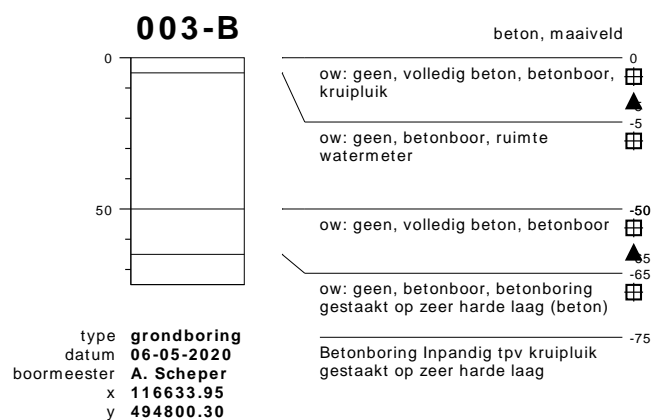 003-B
beton, maaiveld
0
0
ow: geen, volledig beton, betonboor,
kruipluik
-5
ow: geen, betonboor, ruimte
watermeter
50
-50
ow: geen, volledig beton, betonboor
-65
ow: geen, betonboor, betonboring
gestaakt op zeer harde laag (beton)
-75
Betonboring Inpandig tpv kruipluik
gestaakt op zeer harde laag
type grondboring
datum 06-05-2020
boormeester A. Scheper
x 116633.95
y 494800.30